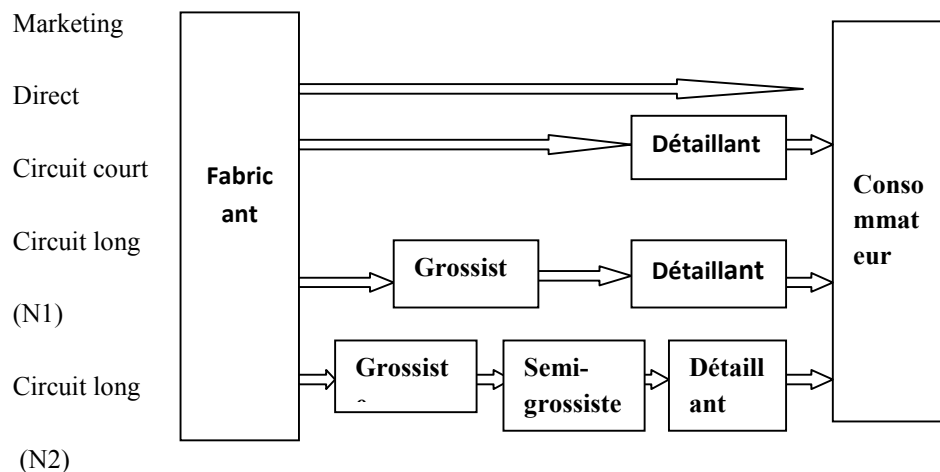 Marketing
Direct
Circuit court
Circuit long
(N1)
Circuit long
(N2)
Fabric
ant
Détaillant
Grossist
Détaillant
Grossist
Semi-
grossiste
Détaill
ant
Conso
mmat
eur